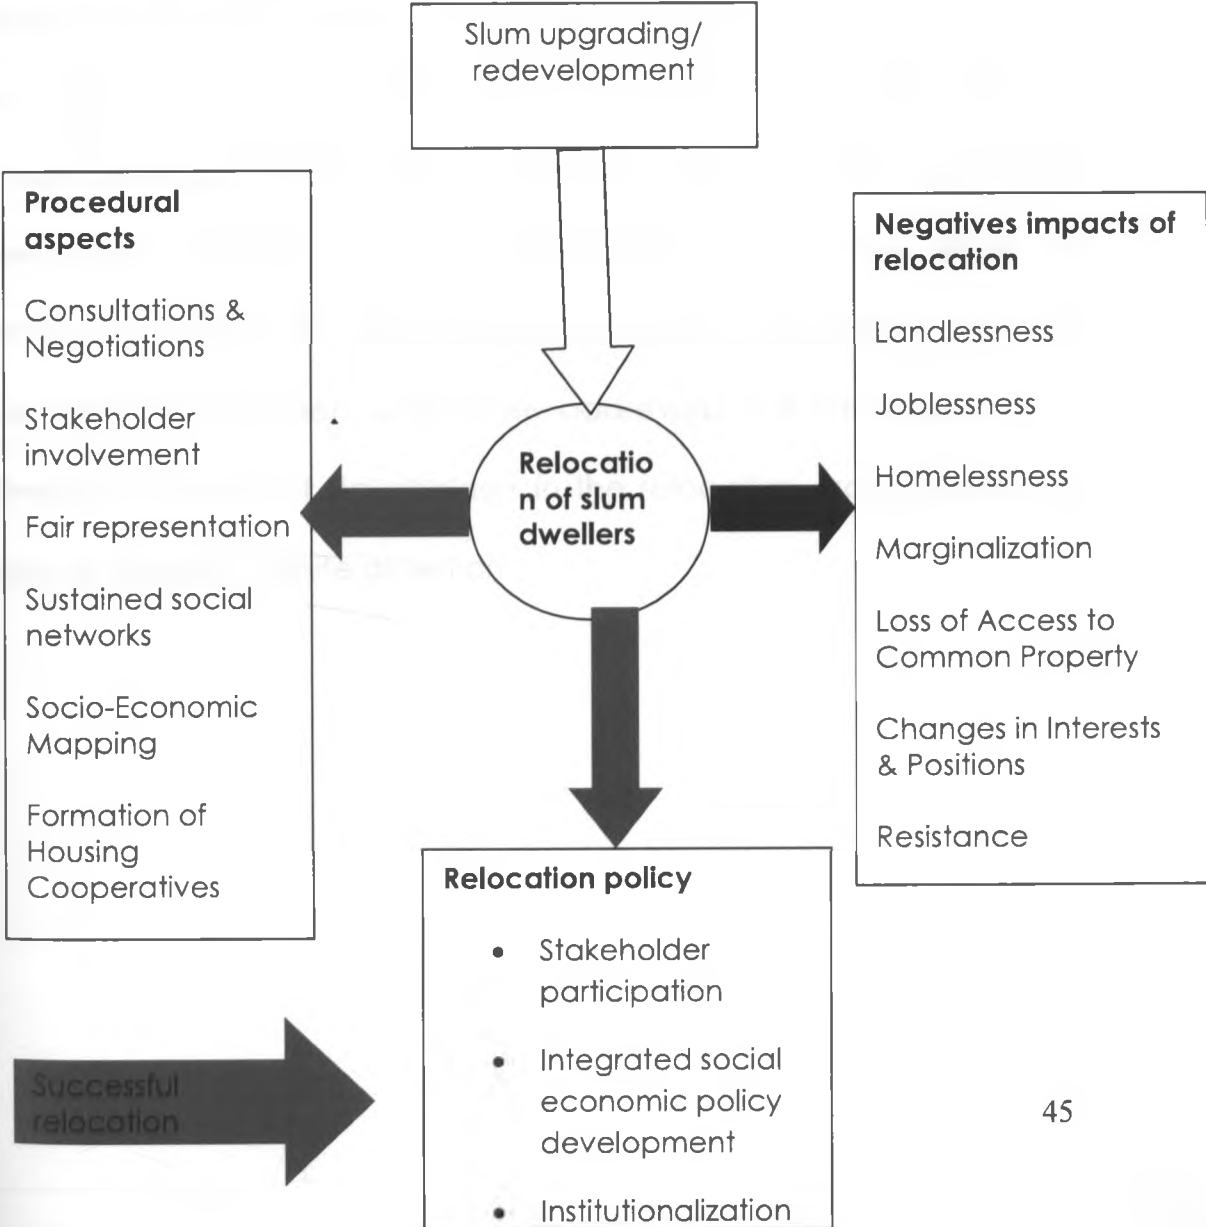 Slum upgrading/
redevelopment
Procedural
aspects
Consultations &
Negotiations
Stakeholder
involvement
Fair representation
Sustained social
networks
Socio-Economic
Mapping
Formation of
Housing
Cooperatives
Relocatio
n of slum
dwellers
Negatives impacts of
relocation
Landlessness
Joblessness
Homelessness
Marginalization
Loss of Access to
Common Property
Changes in Interests
& Positions
Resistance
Relocation policy
• Stakeholder
participation
• Integrated social
economic policy
development
• Institutionalization
Successful
relocation
45